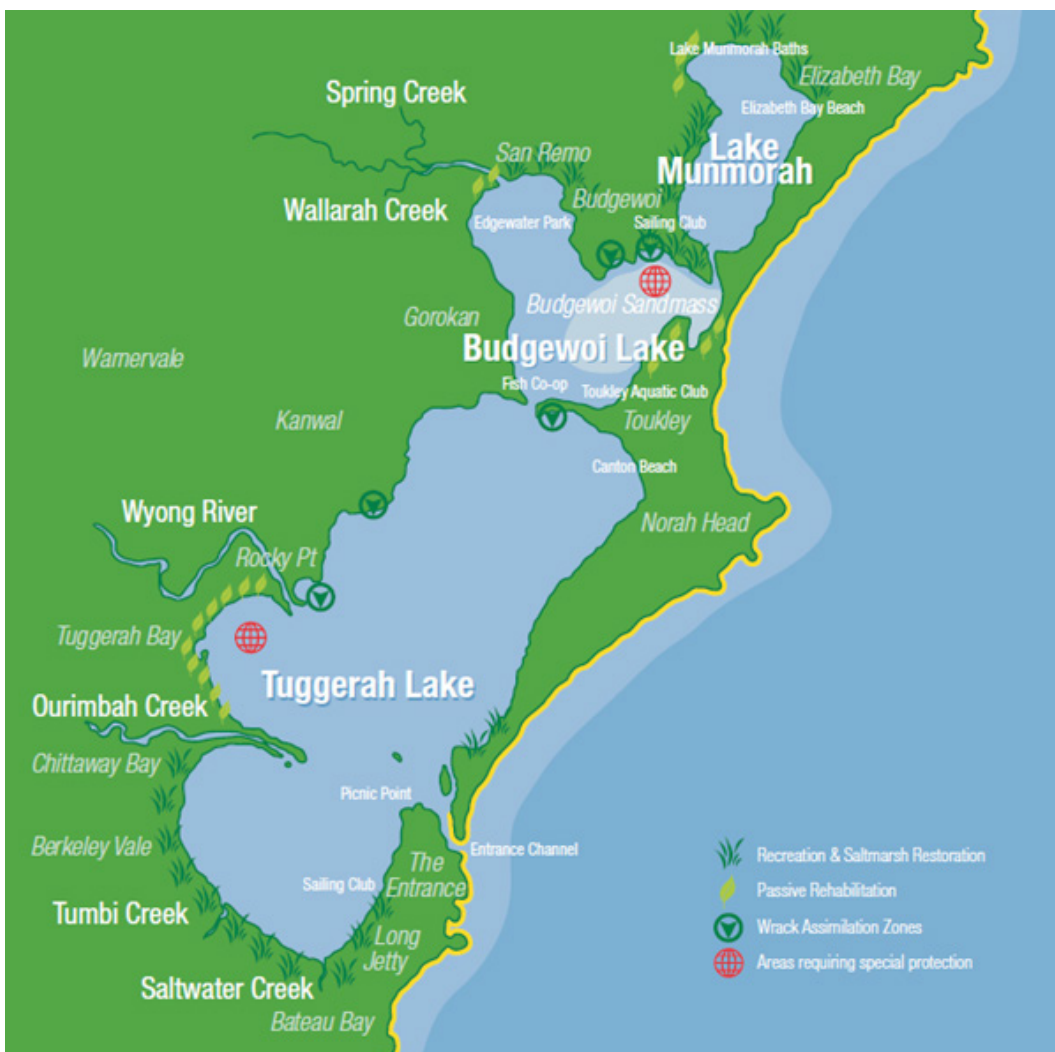 Lake Munmorah Baths
Elizabeth Bay
Spring Creek
Elizabeth Bay Beach
San Remo
Lake
Munmorah
Wallarah Creek
Budgewoi
Edgewater Park
Sailing Club
Budgewoi Sandmass
Gorokan
Budgewoi Lake
Warnervale
Fish Co-op
Toukley Aquatic Club
Kanwal
Toukley
Canton Beach
Wyong River
Norah Head
Rocky Pt
Tuggerah Bay
Tuggerah Lake
Ourimbah Creek
Chittaway Bay
Picnic Point
Berkeley Vale
Entrance Channel
The
Entrance
Sailing Club
Tumbi Creek
Long
Jetty
Saltwater Creek
Bateau Bay
Recreation & Saltmarsh Restoration
Passive Rehabilitation
Wrack Assimilation Zones
Areas requiring special protection